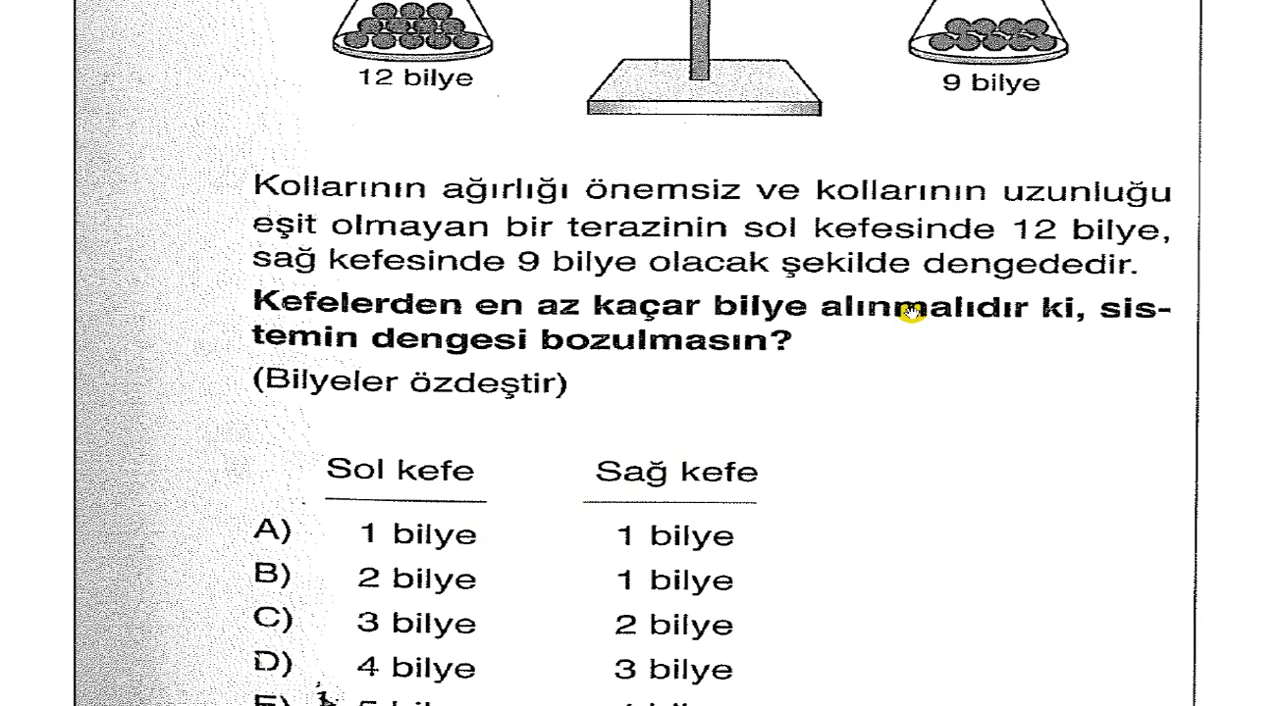 12 bilye
9 bilye
Kollarının ağırlığı önemsiz ve kollarının uzunluğu
eşit olmayan bir terazinin sol kefesinde 12 bilye,
sağ kefesinde 9 bilye olacak şekilde dengededir.
Kefelerden en az kaçar bilye alınmalıdır ki, sis-
temin dengesi bozulmasın?
(Bilyeler özdeştir)
Sol kefe Sağ kefe
A) 1 bilye 1 bilye
B) 2 bilye 1 bilye
C) 3 bilye 2 bilye
D) 4 bilye 3 bilye